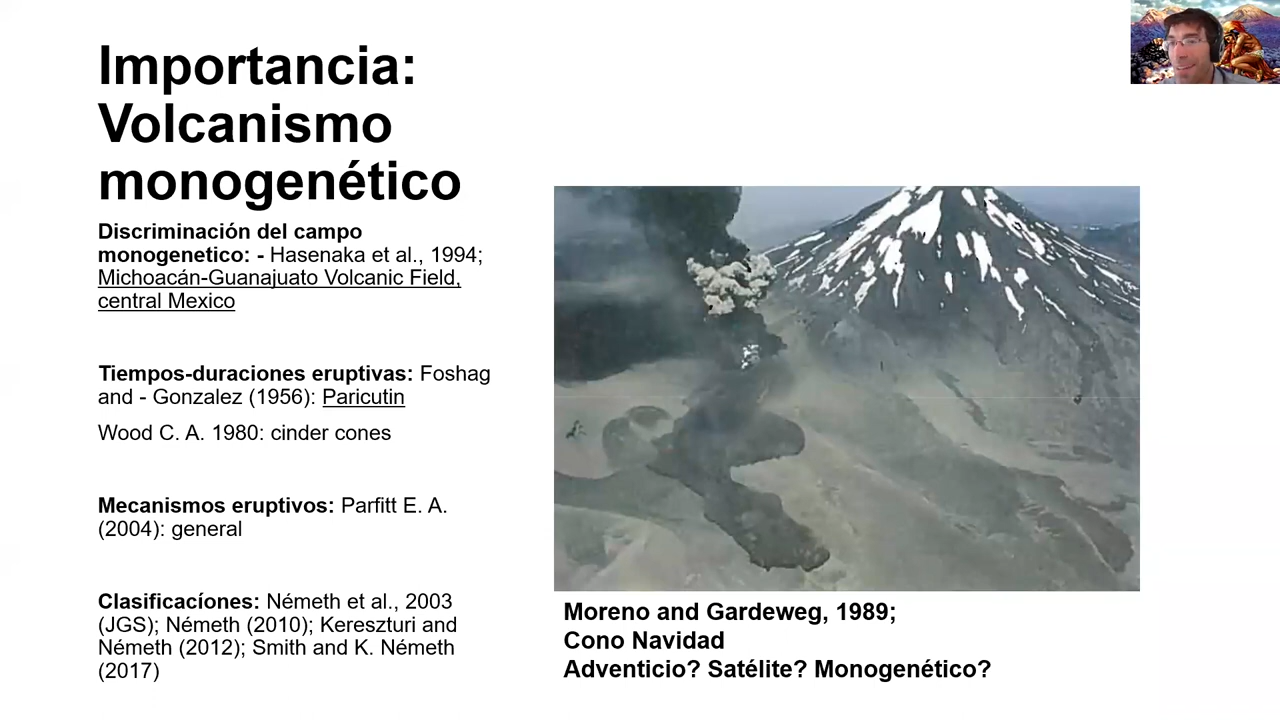 Importancia:
Volcanismo
monogenético
Discriminación del campo
monogenetico: - Hasenaka et al., 1994;
Michoacán-Guanajuato Volcanic Field,
central Mexico
Tiempos-duraciones eruptivas: Foshag
and - Gonzalez (1956): Paricutin
Wood C. A. 1980: cinder cones
Mecanismos eruptivos: Parfitt E. A.
(2004): general
Clasificacíones: Németh et al., 2003
(JGS); Németh (2010); Kereszturi and
Németh (2012); Smith and K. Németh
(2017)
Moreno and Gardeweg, 1989;
Cono Navidad
Adventicio? Satélite? Monogenético?